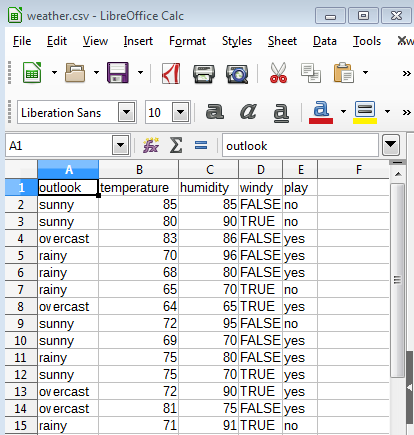 weather.csv - LibreOffice Calc
File Edit View Insert Format Styles Sheet Data Tools
Liberation Sans 10 a a a a
A1 fx Σ = outlook
A B C D E F
1 outlook temperature humidity windy play
2 sunny 85 85 FALSE no
3 sunny 80 90 TRUE no
4 overcast 83 86 FALSE yes
5 rainy 70 96 FALSE yes
6 rainy 68 80 FALSE yes
7 rainy 65 70 TRUE no
8 overcast 64 65 TRUE yes
9 sunny 72 95 FALSE no
10 sunny 69 70 FALSE yes
11 rainy 75 80 FALSE yes
12 sunny 75 70 TRUE yes
13 overcast 72 90 TRUE yes
14 overcast 81 75 FALSE yes
15 rainy 71 91 TRUE no